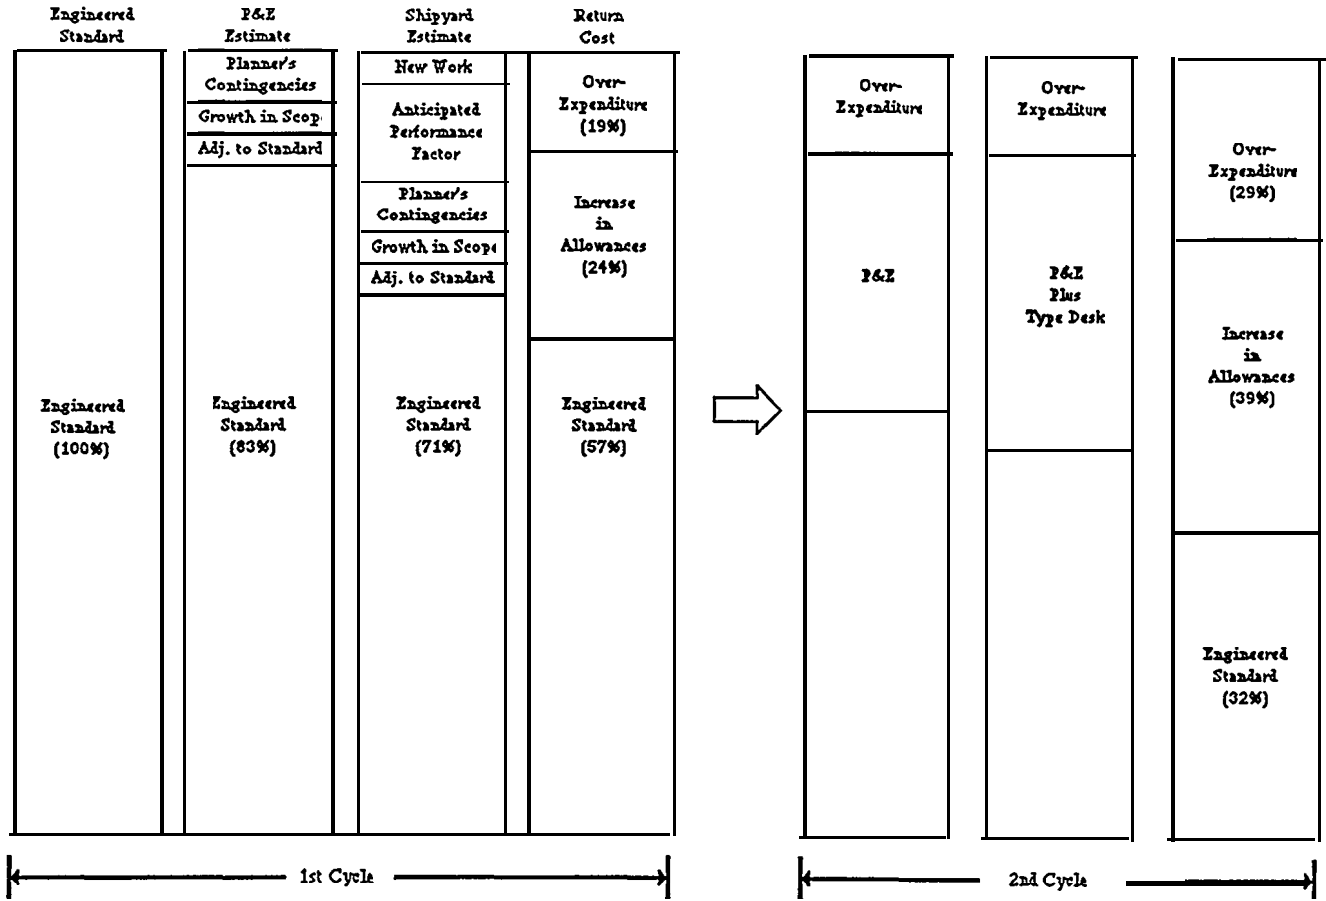 Engineered
Standard
P&E
Estimate
Shipyard
Estimate
Return
Cost
Engineered
Standard
(100%)
Planner's
Contingencies
Growth in Scop
Adj. to Standard
Engineered
Standard
(83%)
New Work
Anticipated
Performance
Factor
Planner's
Contingencies
Growth in Scope
Adj. to Standard
Engineered
Standard
(71%)
Over-
Expenditure
(19%)
Increase
in
Allowances
(24%)
Engineered
Standard
(57%)
1st Cycle
Over-
Expenditure
P&E
Over-
Expenditure
P&E
Plus
Type Desk
Over-
Expenditure
(29%)
Increase
in
Allowances
(39%)
Engineered
Standard
(32%)
2nd Cycle